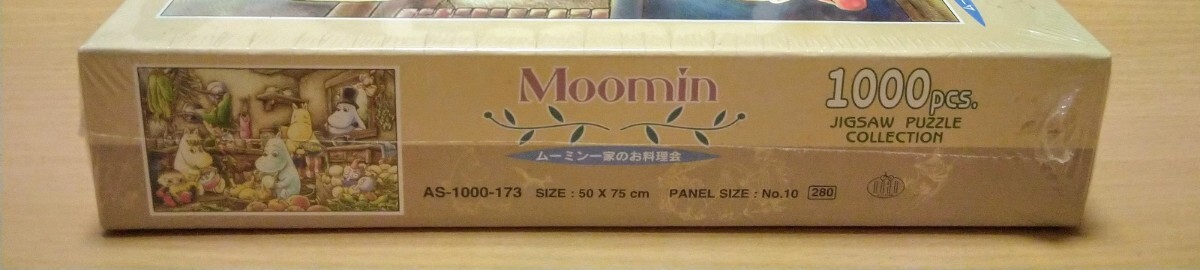 Moomin
ムーミン一家のお料理会
1000pcs.
JIGSAW PUZZLE
COLLECTION
AS-1000-173 SIZE : 50 X 75 cm PANEL SIZE : No.10 280